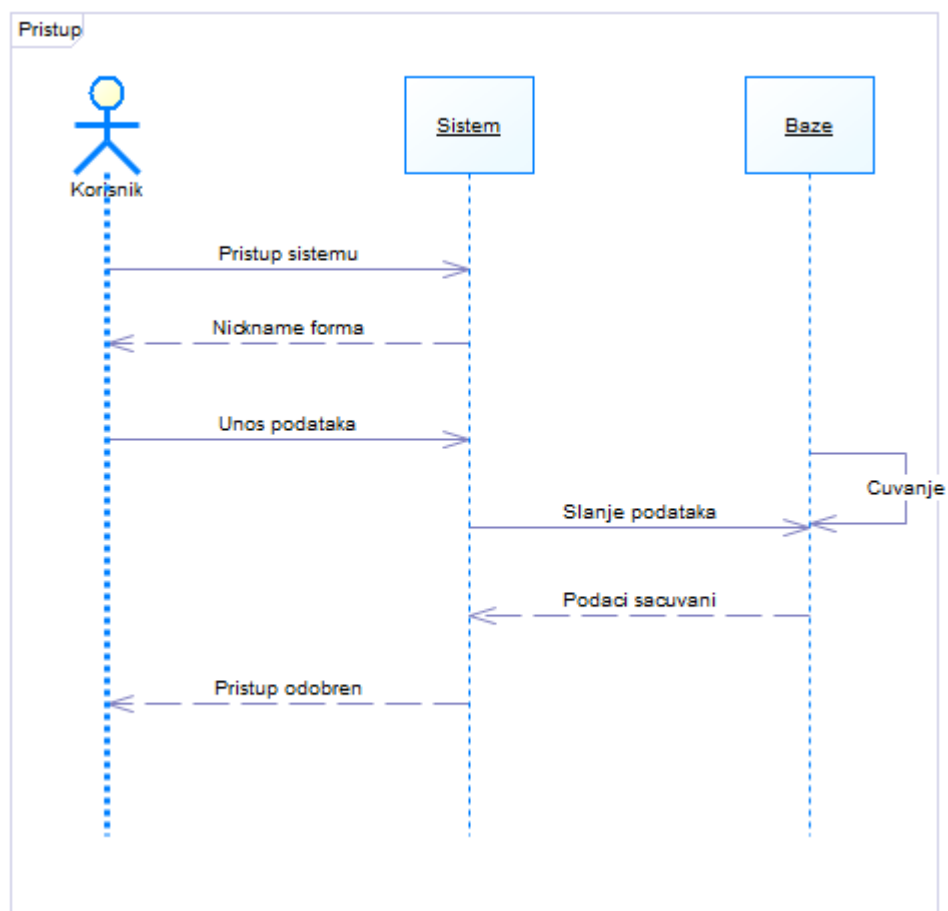 Pristup
Sistem
Baze
Korisnik
Pristup sistemu
Nickname forma
Unos podataka
Cuvanje
Slanje podataka
Podaci sacuvani
Pristup odobren